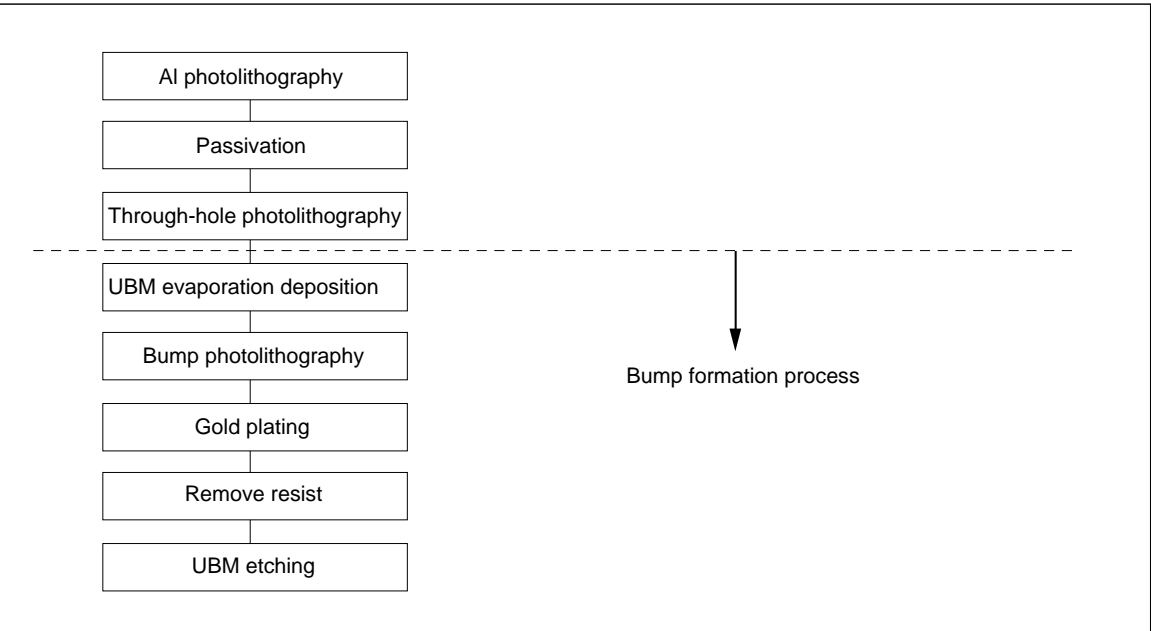 Al photolithography
Passivation
Through-hole photolithography
UBM evaporation deposition
Bump photolithography
Bump formation process
Gold plating
Remove resist
UBM etching